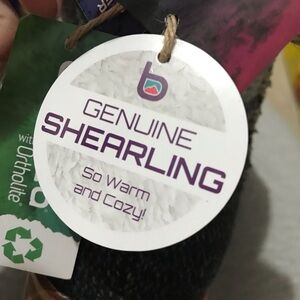 b
GENUINE
SHEARLING
So Warm
and Cozy!
with
Ortholite